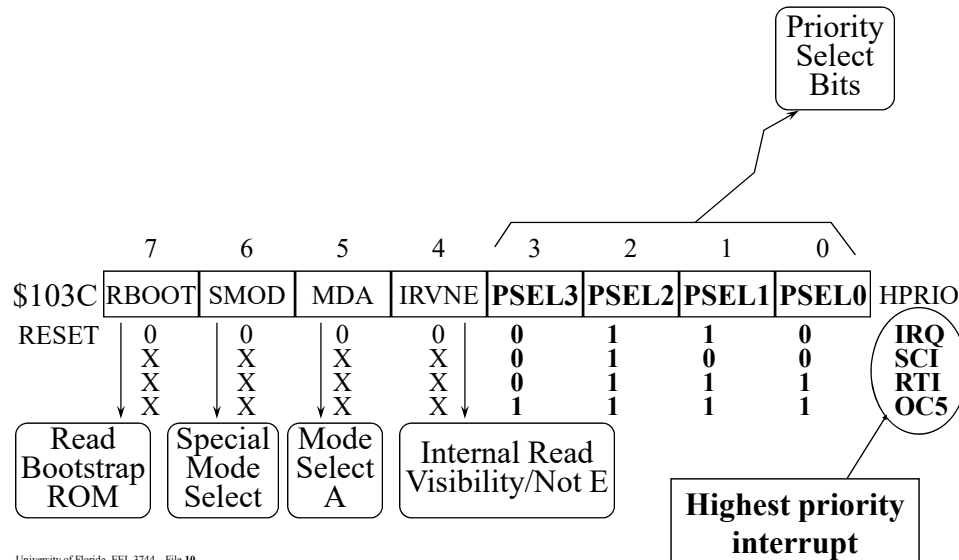 Priority
Select
Bits
7 6 5 4 3 2 1 0
$103C RBOOT SMOD MDA IRVNE PSEL3 PSEL2 PSEL1 PSEL0 HPRIO
RESET 0 0 0 0 0 1 1 0 IRQ
X X X X 0 1 0 0 SCI
X X X X 0 1 1 1 RTI
X X X X 1 1 1 1 OC5
Read
Bootstrap
ROM
Special
Mode
Select
Mode
Select
A
Internal Read
Visibility/Not E
Highest priority
interrupt
University of Florida, EEL 3744 – File 10